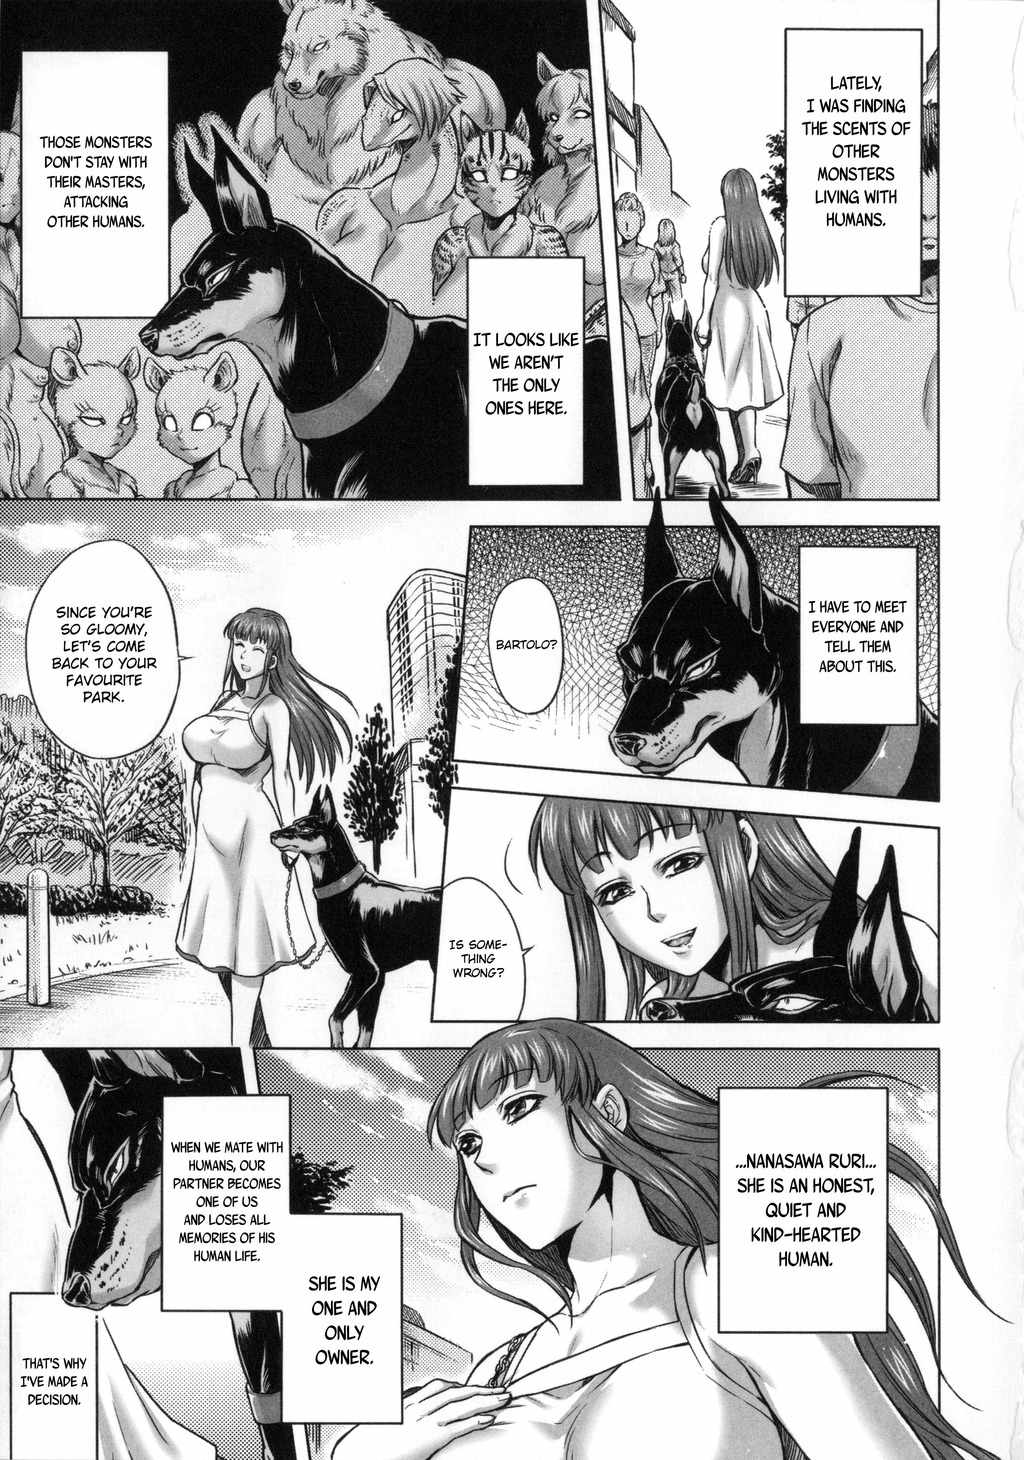 LATELY,
I WAS FINDING
THE SCENTS OF
OTHER
MONSTERS
LIVING WITH
HUMANS.
THOSE MONSTERS
DON'T STAY WITH
THEIR MASTERS,
ATTACKING
OTHER HUMANS.
IT LOOKS LIKE
WE AREN'T
THE ONLY
ONES HERE.
I HAVE TO MEET
EVERYONE AND
TELL THEM
ABOUT THIS.
BARTOLO?
IS SOME-
THING
WRONG?
SINCE YOU'RE
SO GLOOMY,
LET'S COME
BACK TO YOUR
FAVOURITE
PARK.
...NANASAWA RURI...
SHE IS AN HONEST,
QUIET AND
KIND-HEARTED
HUMAN.
WHEN WE MATE WITH
HUMANS, OUR
PARTNER BECOMES
ONE OF US
AND LOSES ALL
MEMORIES OF HIS
HUMAN LIFE.
SHE IS MY
ONE AND
ONLY
OWNER.
THAT'S WHY
I'VE MADE A
DECISION.